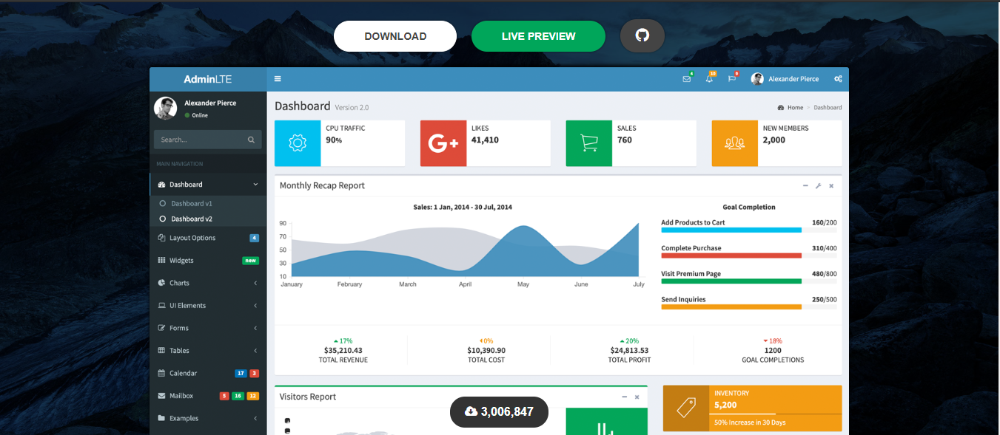 DOWNLOAD
LIVE PREVIEW
AdminLTE
4
10
9
Alexander Pierce
Alexander Pierce
Online
Search...
MAIN NAVIGATION
Dashboard
Dashboard v1
Dashboard v2
Layout Options 4
Widgets new
Charts
UI Elements
Forms
Tables
Calendar 17 3
Mailbox 5 16 12
Examples
Dashboard Version 2.0
Home > Dashboard
CPU TRAFFIC
90%
G+
LIKES
41,410
SALES
760
NEW MEMBERS
2,000
Monthly Recap Report
Sales: 1 Jan, 2014 - 30 Jul, 2014
90
70
50
30
10
January February March April May June July
Goal Completion
Add Products to Cart 160/200
Complete Purchase 310/400
Visit Premium Page 480/800
Send Inquiries 250/500
17%
$35,210.43
TOTAL REVENUE
0%
$10,390.90
TOTAL COST
20%
$24,813.53
TOTAL PROFIT
18%
1200
GOAL COMPLETIONS
Visitors Report
INVENTORY
5,200
50% Increase in 30 Days
3,006,847